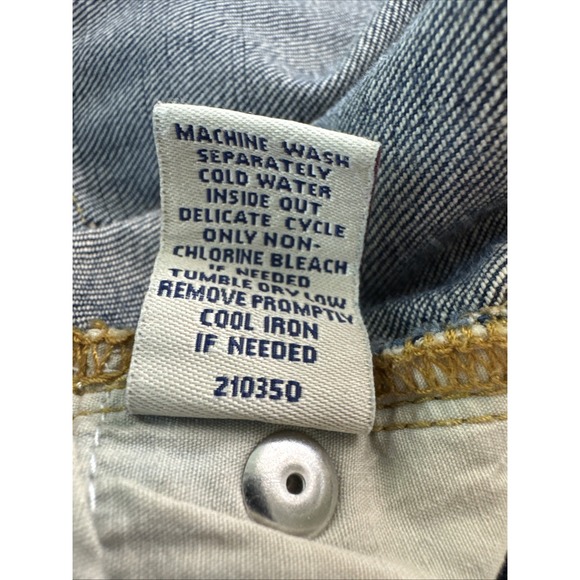 MACHINE WASH
SEPARATELY
COLD WATER
INSIDE OUT
DELICATE CYCLE
ONLY NON-
CHLORINE BLEACH
IF NEEDED
TUMBLE DRY LOW
REMOVE PROMPTLY
COOL IRON
IF NEEDED
210350